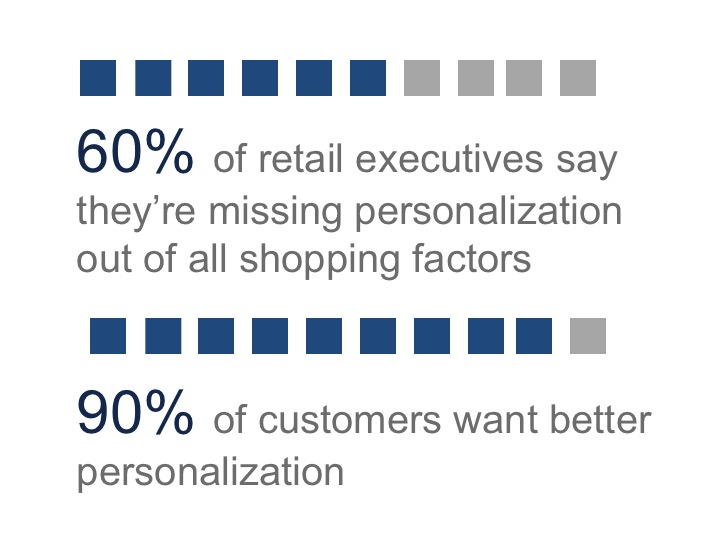 60% of retail executives say
they’re missing personalization
out of all shopping factors
90% of customers want better
personalization